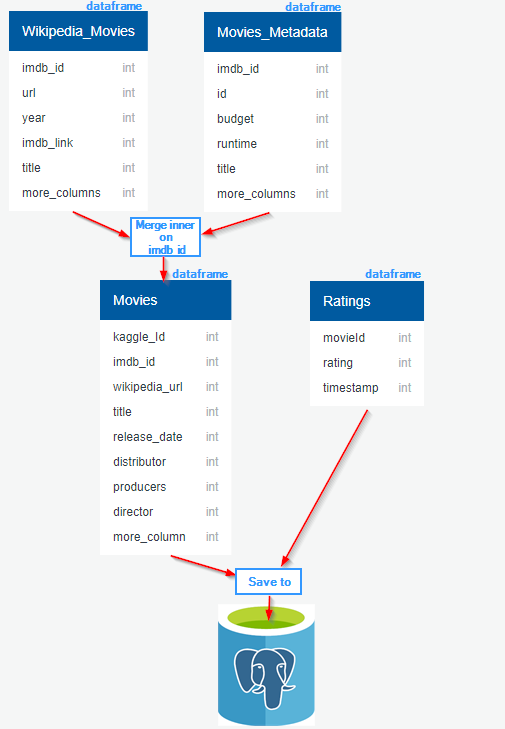 dataframe
Wikipedia_Movies
imdb_id int
url int
year int
imdb_link int
title int
more_columns int
dataframe
Movies_Metadata
imdb_id int
id int
budget int
runtime int
title int
more_columns int
Merge inner
on
imdb id
dataframe
Movies
kaggle_Id int
imdb_id int
wikipedia_url int
title int
release_date int
distributor int
producers int
director int
more_column int
dataframe
Ratings
movieId int
rating int
timestamp int
Save to